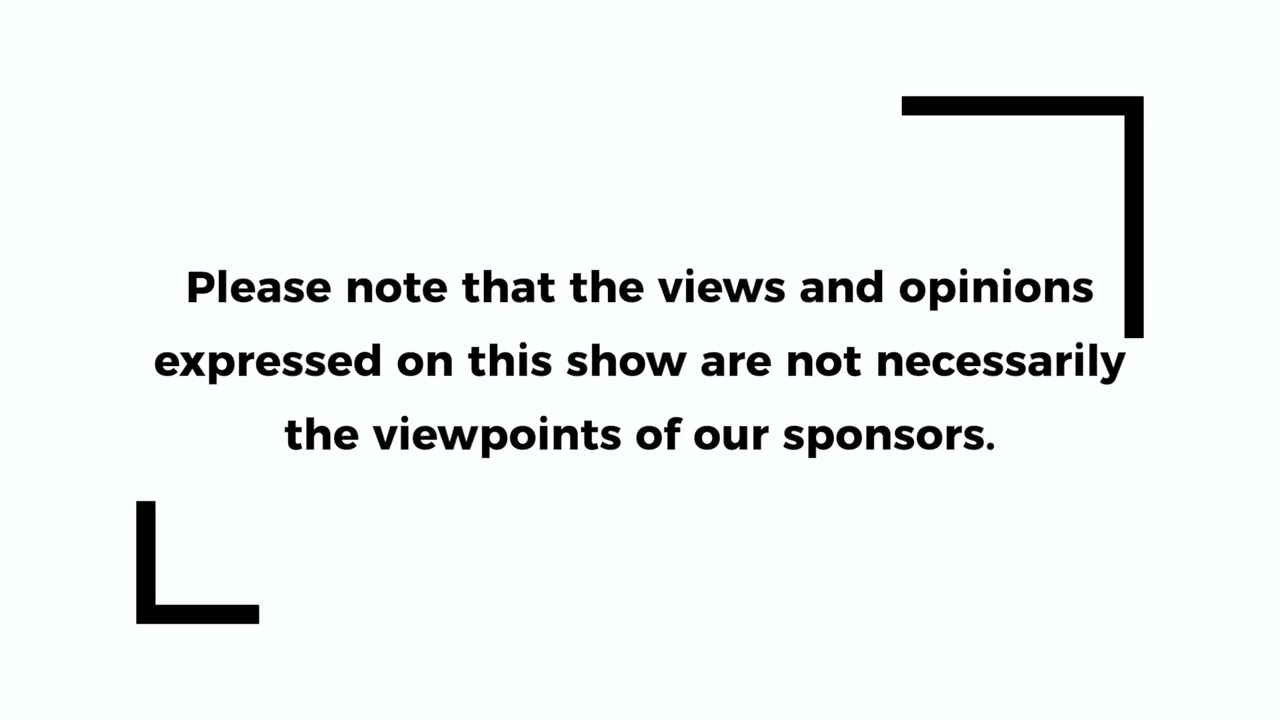 Please note that the views and opinions
expressed on this show are not necessarily
the viewpoints of our sponsors.